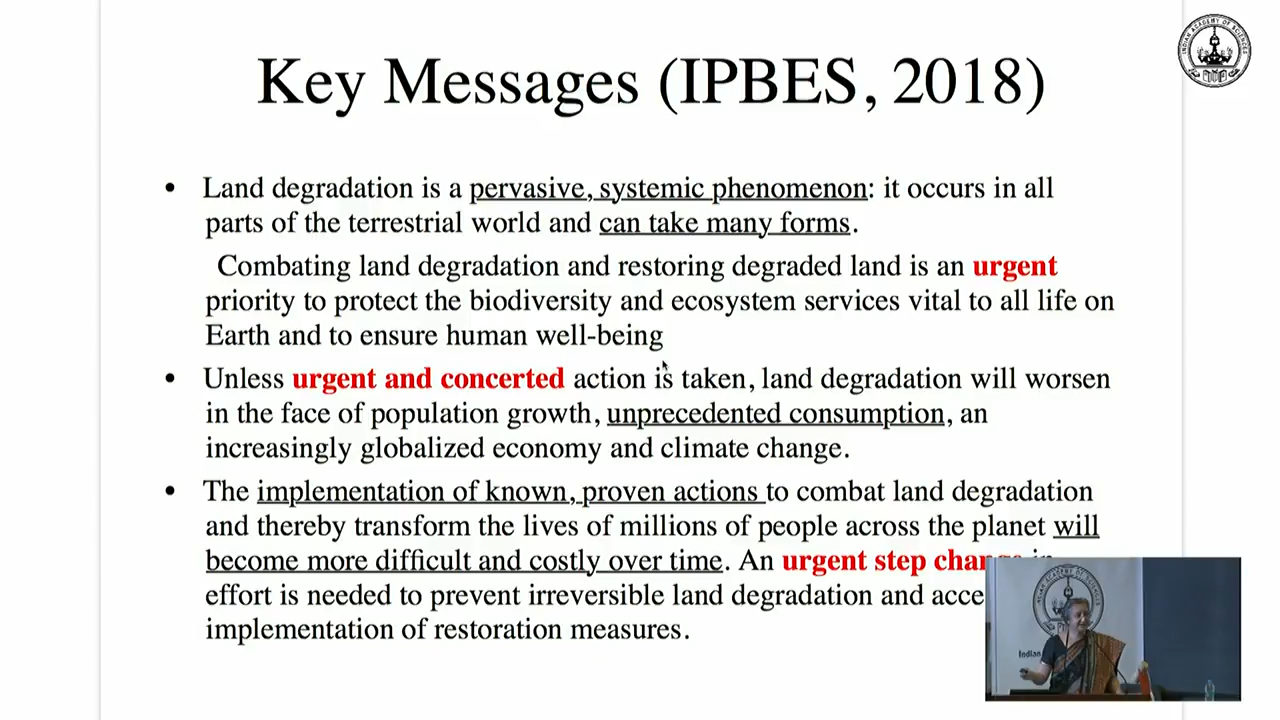 INDIAN ACADEMY OF SCIENCES
Key Messages (IPBES, 2018)
• Land degradation is a pervasive, systemic phenomenon: it occurs in all
parts of the terrestrial world and can take many forms.
Combating land degradation and restoring degraded land is an urgent
priority to protect the biodiversity and ecosystem services vital to all life on
Earth and to ensure human well-being
• Unless urgent and concerted action is taken, land degradation will worsen
in the face of population growth, unprecedented consumption, an
increasingly globalized economy and climate change.
• The implementation of known, proven actions to combat land degradation
and thereby transform the lives of millions of people across the planet will
become more difficult and costly over time. An urgent step
effort is needed to prevent irreversible land degradation and
implementation of restoration measures.
Indian